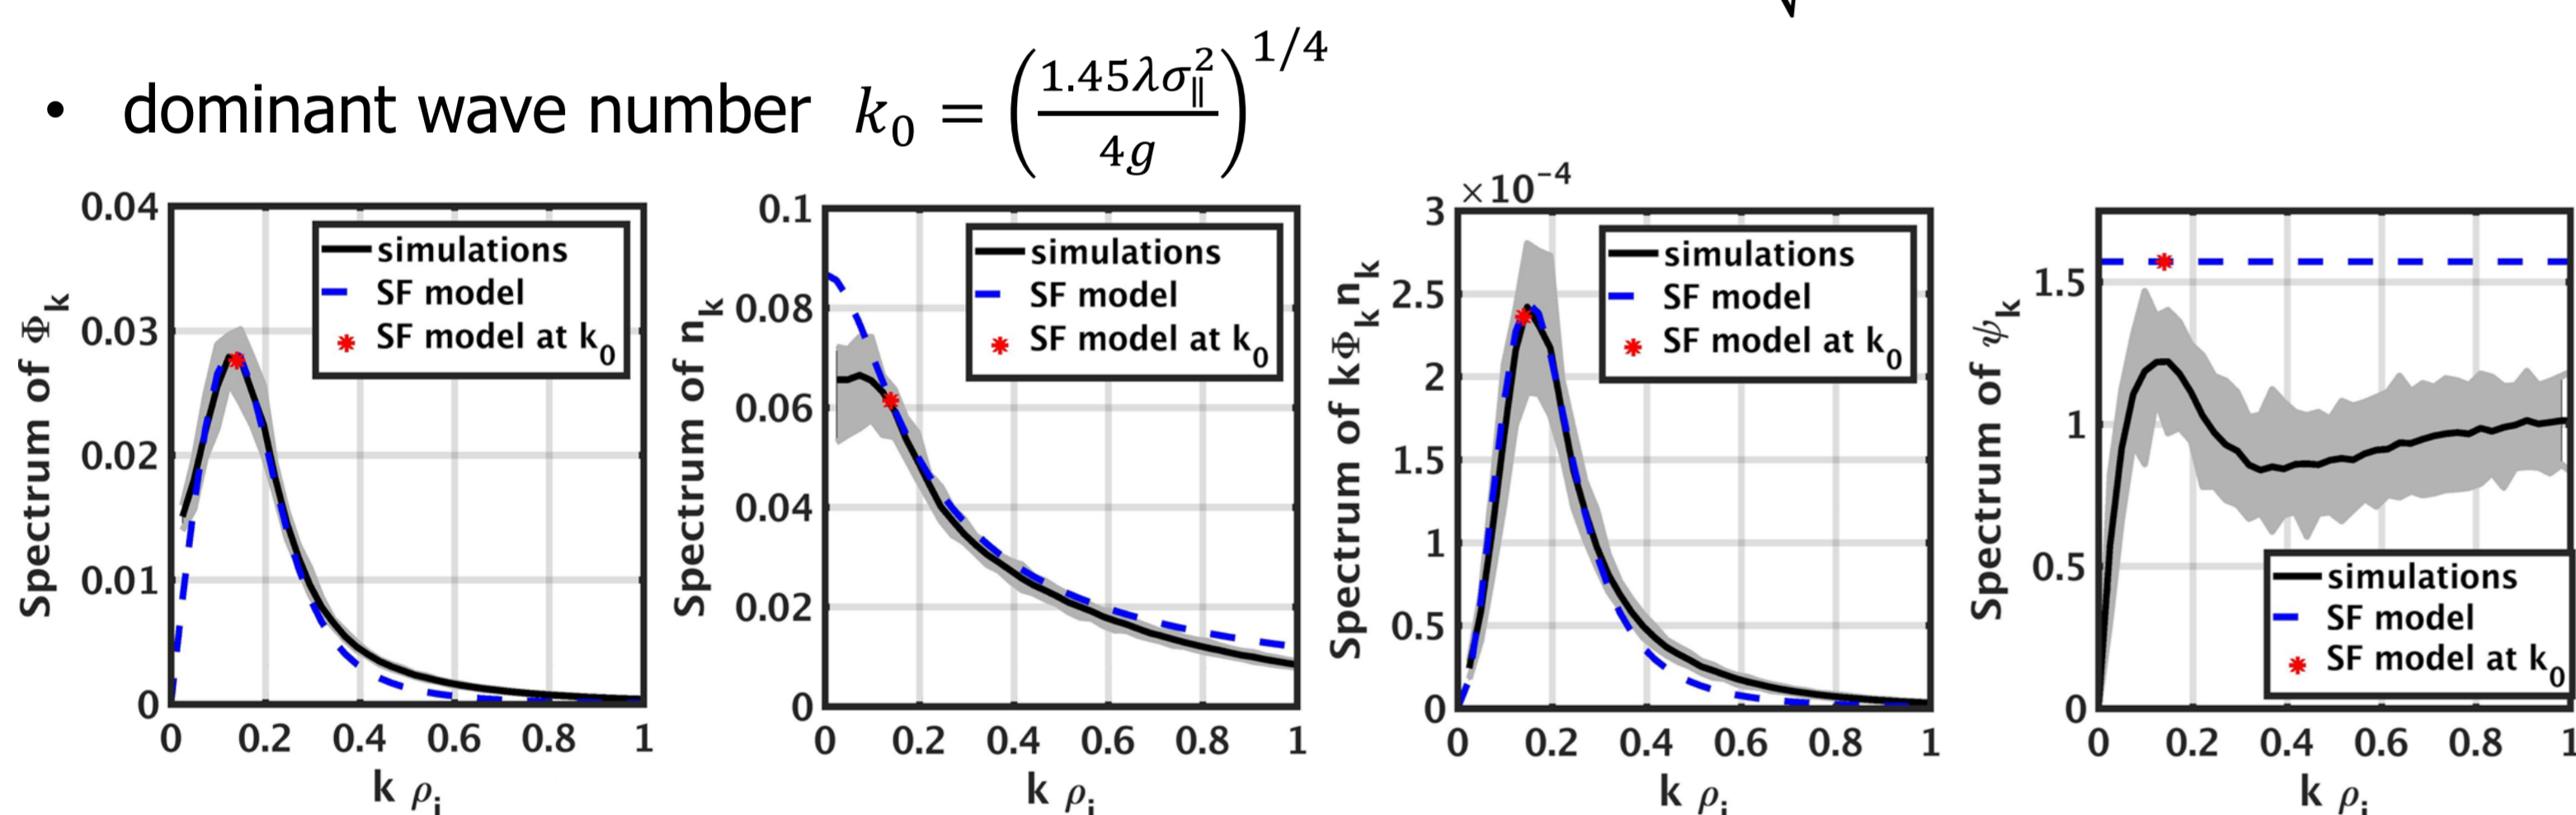 • dominant wave number k₀ = (1.45λσ∥² / 4g)^1/4
0.04
0.03
0.02
0.01
0
0 0.2 0.4 0.6 0.8 1
Spectrum of Φk
k ρi
simulations
SF model
SF model at k0
0.1
0.08
0.06
0.04
0.02
0
0 0.2 0.4 0.6 0.8 1
Spectrum of nk
k ρi
simulations
SF model
SF model at k0
×10⁻⁴
3
2.5
2
1.5
1
0.5
0
0 0.2 0.4 0.6 0.8 1
Spectrum of kΦknk
k ρi
simulations
SF model
SF model at k0
1.5
1
0.5
0
0 0.2 0.4 0.6 0.8 1
Spectrum of ψk
k ρi
simulations
SF model
SF model at k0